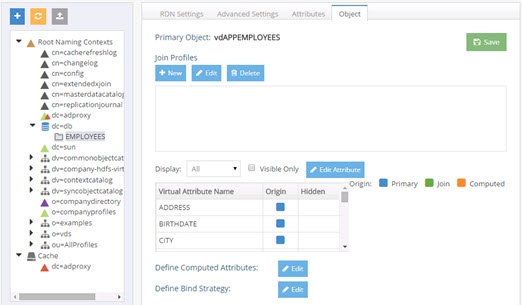 RDN Settings Advanced Settings Attributes Object
Primary Object: vdAPPEMPLOYEES
Save
Join Profiles
New Edit Delete
Display: All Visible Only Edit Attribute
Origin: Primary Join Computed
Virtual Attribute Name Origin Hidden
ADDRESS
BIRTHDATE
CITY
Define Computed Attributes: Edit
Define Bind Strategy: Edit
Root Naming Contexts
cn=cacherefreshlog
cn=changelog
cn=config
cn=extendedxjoin
cn=masterdatacatalog
cn=replicationjournal
dc=adproxy
dc=db
EMPLOYEES
dc=sun
dv=commonobjectcat
dv=company-hdfs-virt
dv=contextcatalog
dv=syncobjectcatalog
o=companydirectory
o=companyprofiles
o=examples
o=vds
ou=AllProfiles
Cache
dc=adproxy